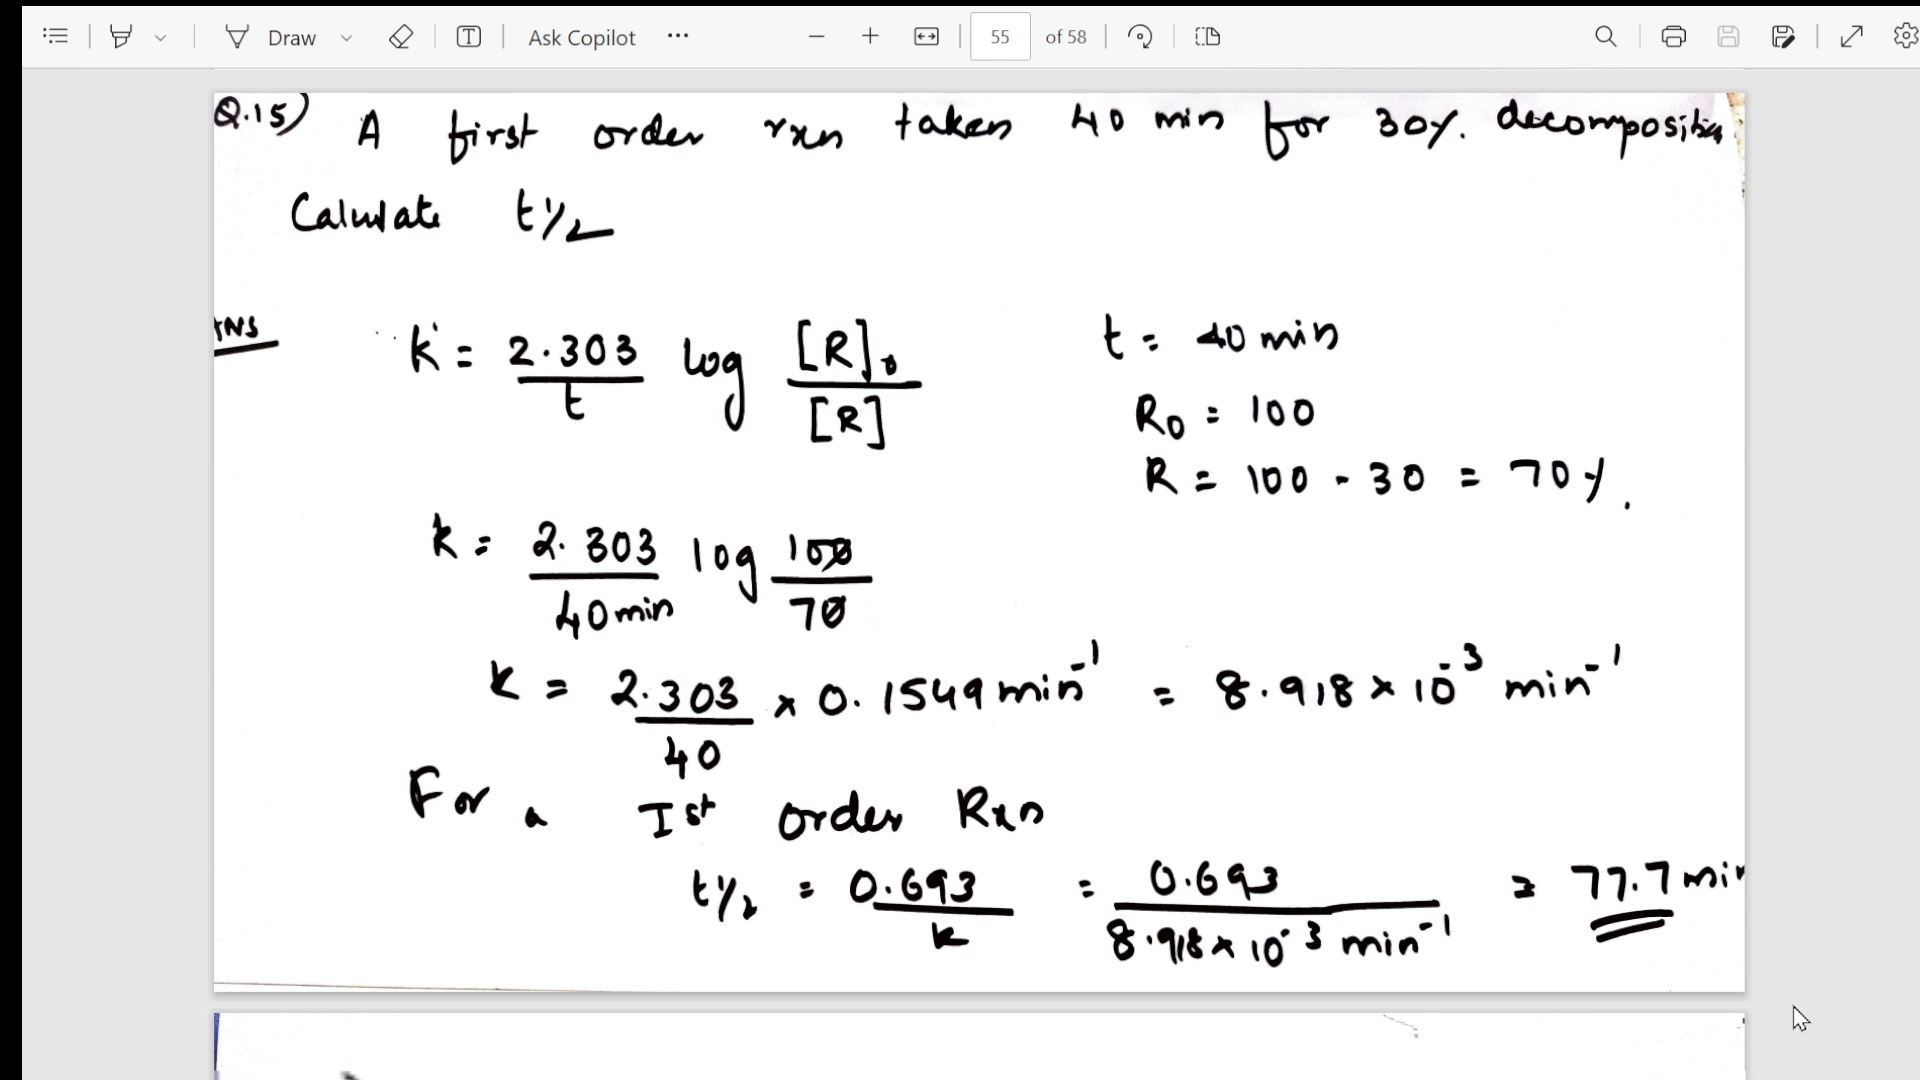 Draw Ask Copilot ... 55 of 58
Q.15) A first order rxn taken 40 min for 30%. decomposition
Calculate t½
ANS
K = 2.303/t log [R]₀/[R]
t = 40 min
R₀ = 100
R = 100 - 30 = 70%.
k = 2.303/40min log 100/70
k = 2.303/40 x 0.1549 min⁻¹ = 8.918 x 10⁻³ min⁻¹
For a Ist order Rxn
t½ = 0.693/k = 0.693/8.918 x 10⁻³ min⁻¹ = 77.7 min